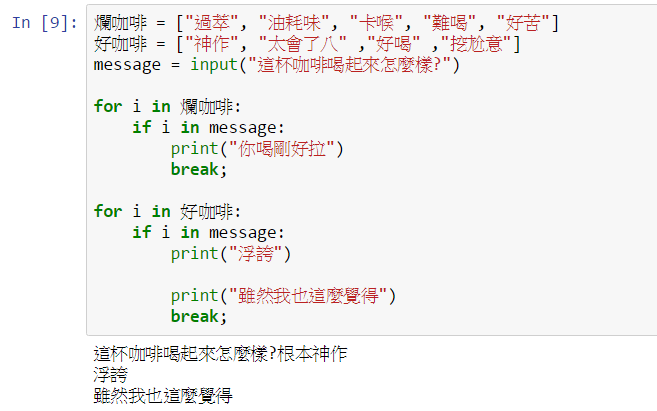 In [9]: 爛咖啡 = ["過萃", "油耗味", "卡喉", "難喝", "好苦"]
好咖啡 = ["神作", "太會了八" ,"好喝" ,"挖尬意"]
message = input("這杯咖啡喝起來怎麼樣?")
for i in 爛咖啡:
if i in message:
print("你喝剛好拉")
break;
for i in 好咖啡:
if i in message:
print("浮誇")
print("雖然我也這麼覺得")
break;
這杯咖啡喝起來怎麼樣?根本神作
浮誇
雖然我也這麼覺得